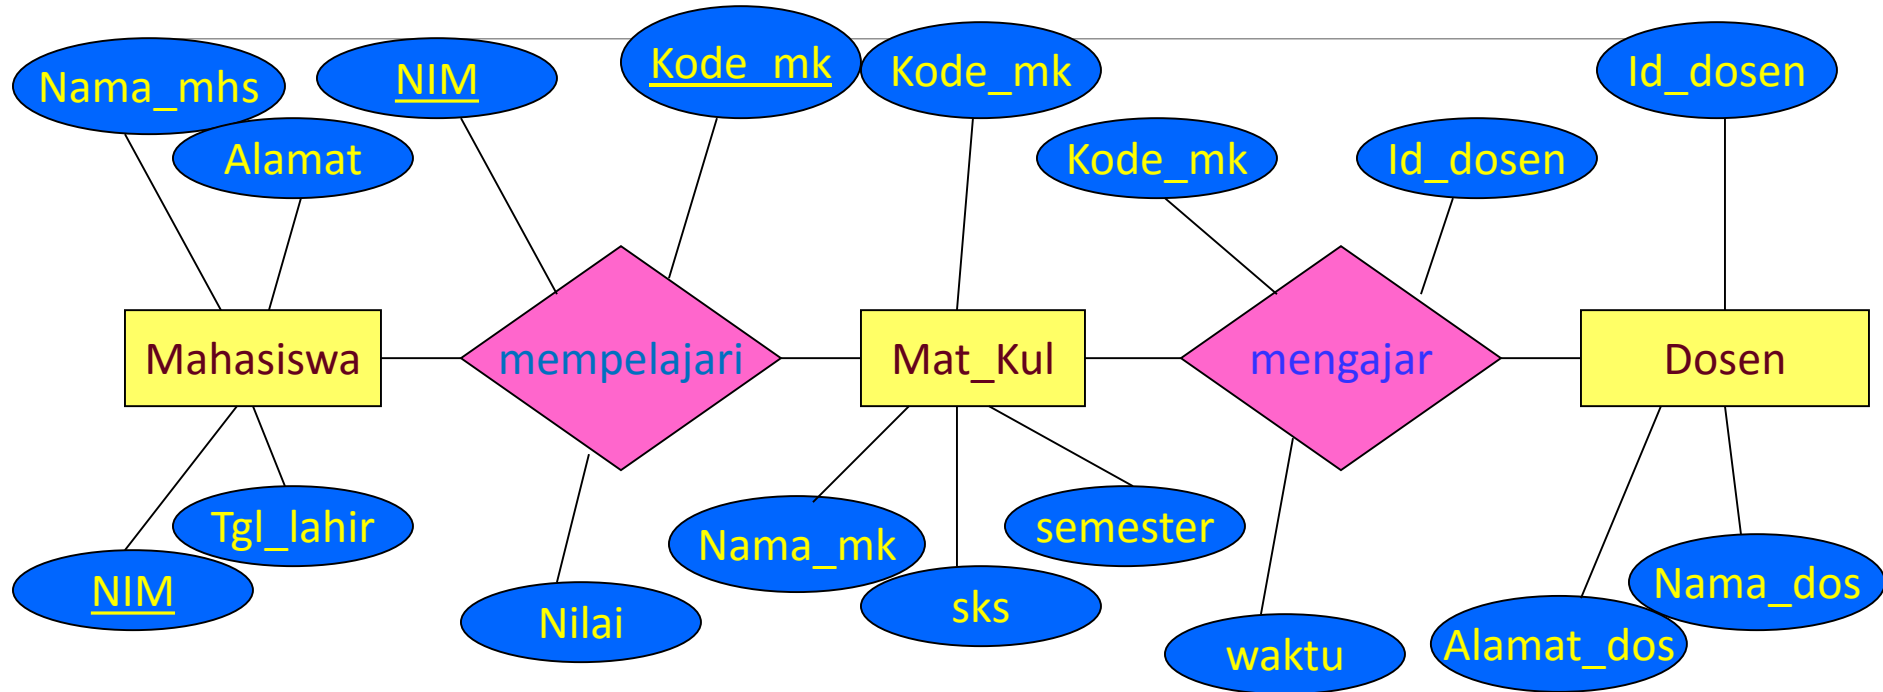 Nama_mhs
NIM
Kode_mk
Kode_mk
Id_dosen
Alamat
Kode_mk
Id_dosen
Mahasiswa
mempelajari
Mat_Kul
mengajar
Dosen
Tgl_lahir
Nama_mk
semester
NIM
Nilai
sks
Nama_dos
waktu
Alamat_dos